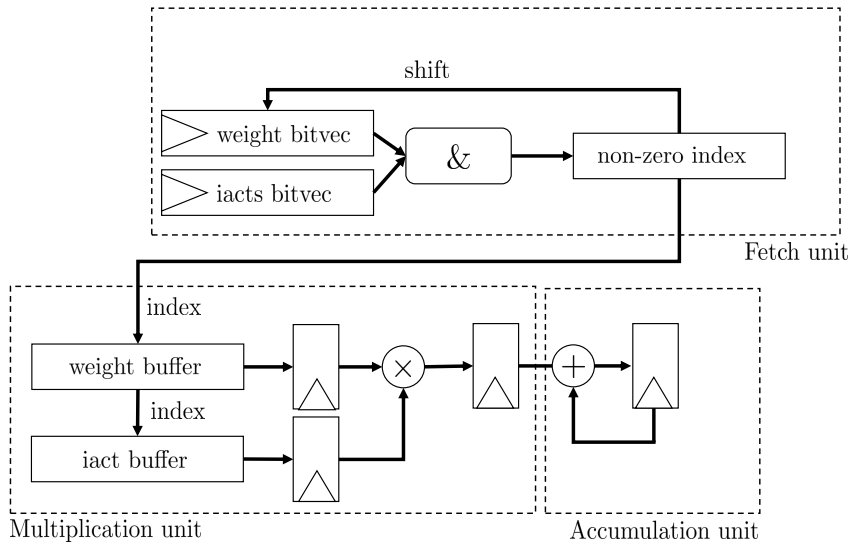 shift
weight bitvec
&
non-zero index
iacts bitvec
Fetch unit
index
weight buffer
×
+
index
iact buffer
Multiplication unit
Accumulation unit